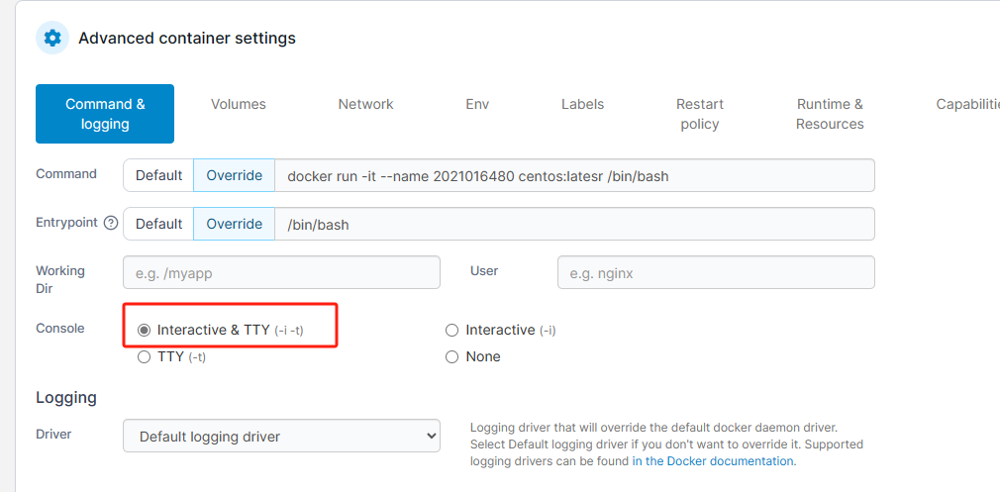 Advanced container settings
Command & logging
Volumes
Network
Env
Labels
Restart policy
Runtime & Resources
Capabiliti
Command Default Override docker run -it --name 2021016480 centos:latesr /bin/bash
Entrypoint ? Default Override /bin/bash
Working Dir e.g. /myapp User e.g. nginx
Console Interactive & TTY (-i -t) Interactive (-i)
TTY (-t) None
Logging
Driver Default logging driver
Logging driver that will override the default docker daemon driver.
Select Default logging driver if you don't want to override it. Supported
logging drivers can be found in the Docker documentation.